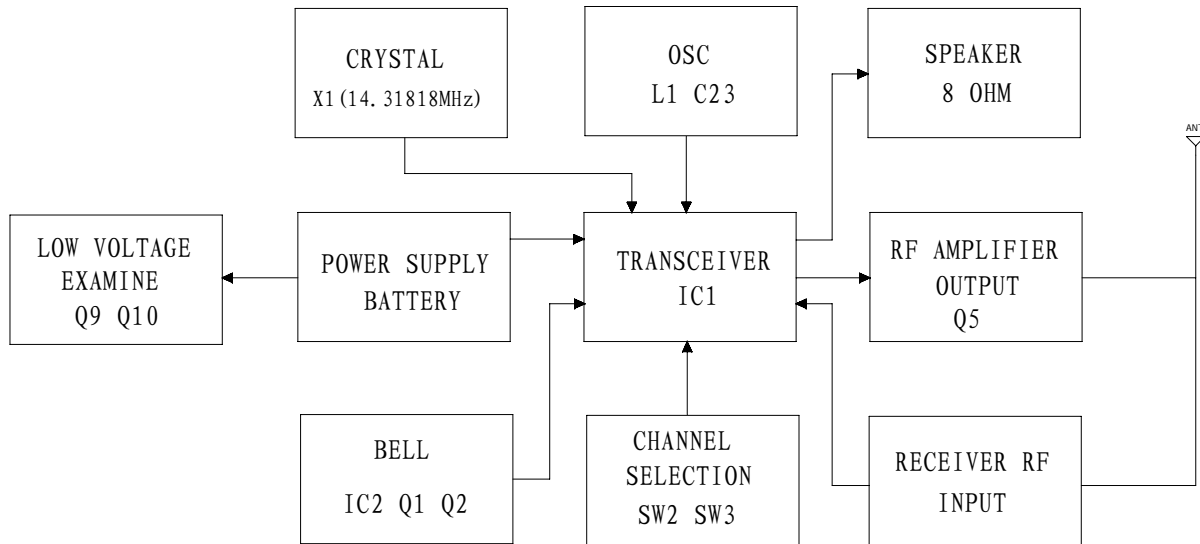 CRYSTAL
X1(14.31818MHz)
OSC
L1 C23
SPEAKER
8 OHM
ANT
LOW VOLTAGE
EXAMINE
Q9 Q10
POWER SUPPLY
BATTERY
TRANSCEIVER
IC1
RF AMPLIFIER
OUTPUT
Q5
BELL
IC2 Q1 Q2
CHANNEL
SELECTION
SW2 SW3
RECEIVER RF
INPUT